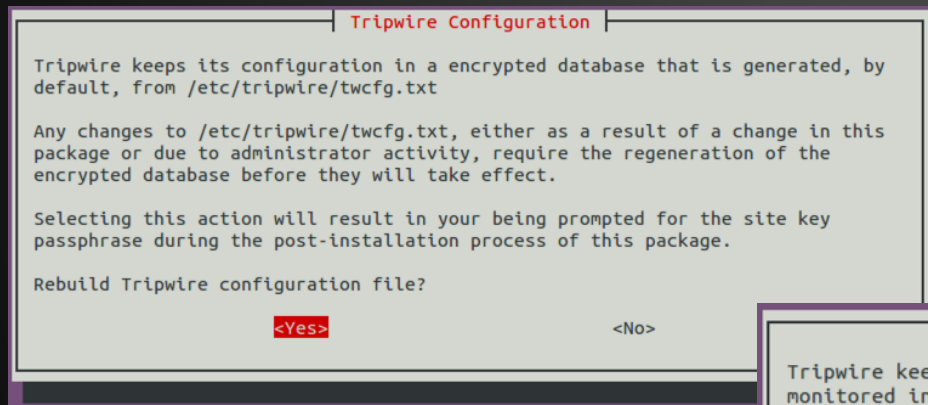 Tripwire Configuration
Tripwire keeps its configuration in a encrypted database that is generated, by
default, from /etc/tripwire/twcfg.txt
Any changes to /etc/tripwire/twcfg.txt, either as a result of a change in this
package or due to administrator activity, require the regeneration of the
encrypted database before they will take effect.
Selecting this action will result in your being prompted for the site key
passphrase during the post-installation process of this package.
Rebuild Tripwire configuration file?
<Yes> <No>
Tripwire
monitored